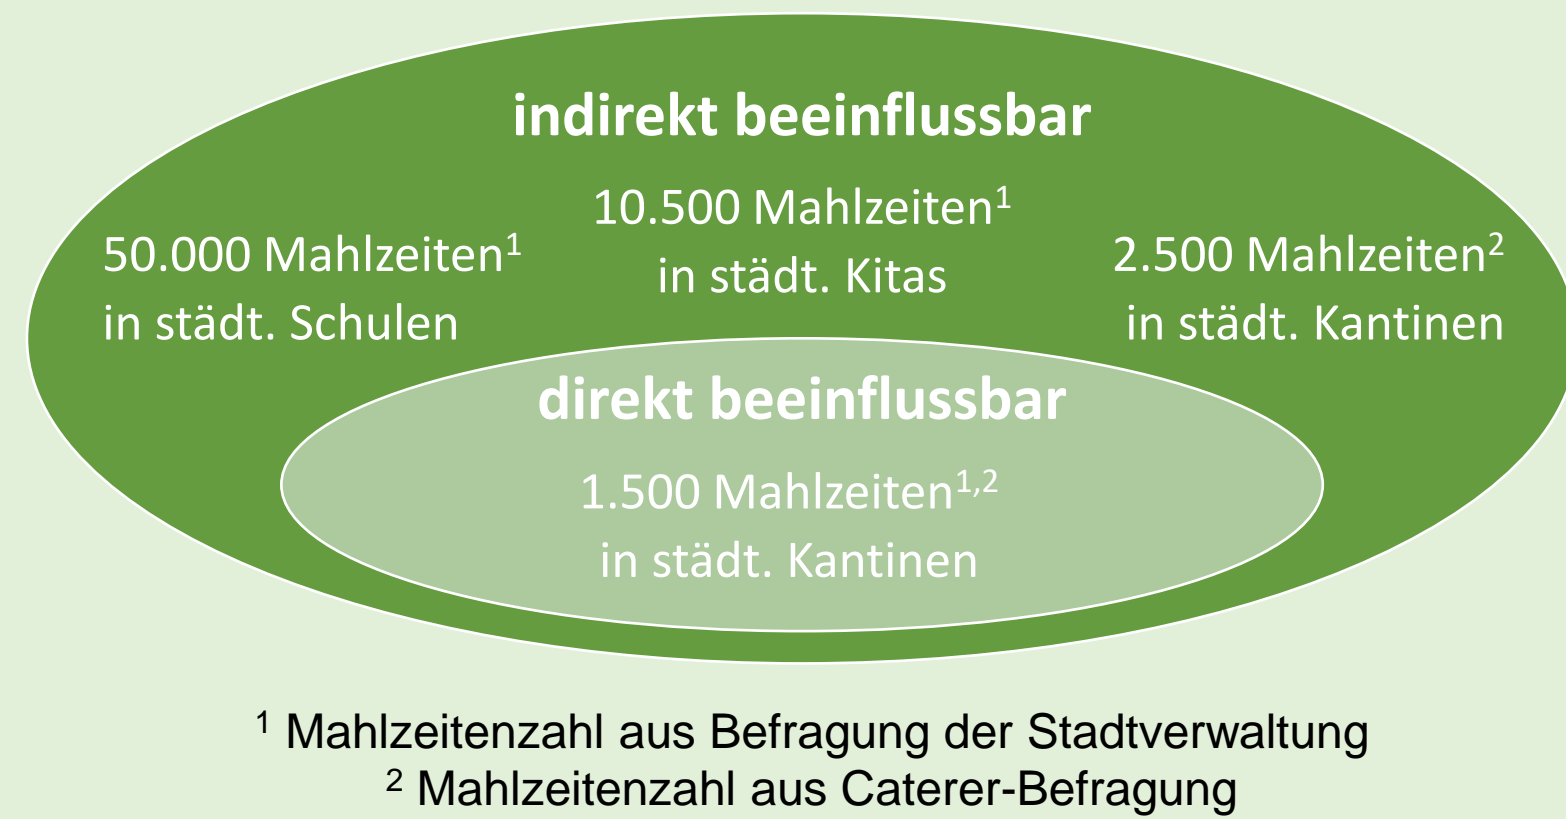 indirekt beeinflussbar
50.000 Mahlzeiten¹
in städt. Schulen
10.500 Mahlzeiten¹
in städt. Kitas
2.500 Mahlzeiten²
in städt. Kantinen
direkt beeinflussbar
1.500 Mahlzeiten¹,²
in städt. Kantinen
¹ Mahlzeitenzahl aus Befragung der Stadtverwaltung
² Mahlzeitenzahl aus Caterer-Befragung